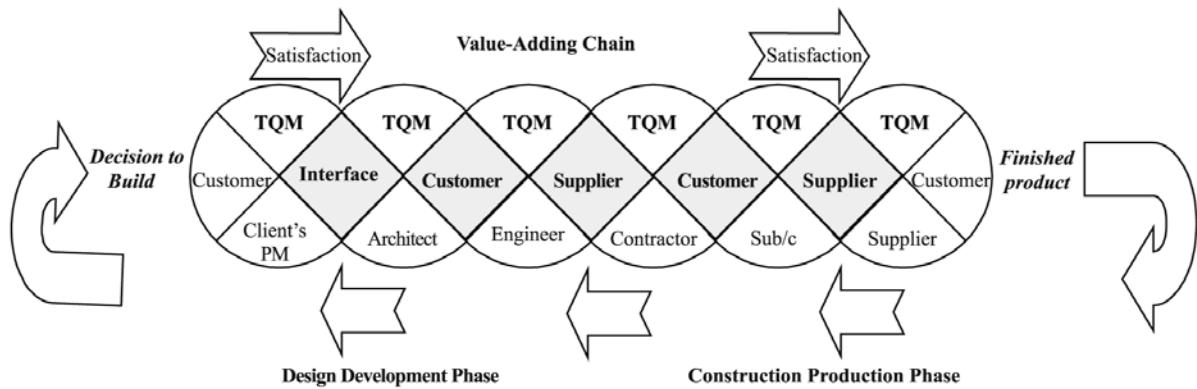 Value-Adding Chain
Satisfaction
Satisfaction
TQM
TQM
TQM
TQM
TQM
TQM
Decision to
Build
Customer
Interface
Customer
Supplier
Customer
Supplier
Customer
Finished
product
Client's
PM
Architect
Engineer
Contractor
Sub/c
Supplier
Design Development Phase
Construction Production Phase